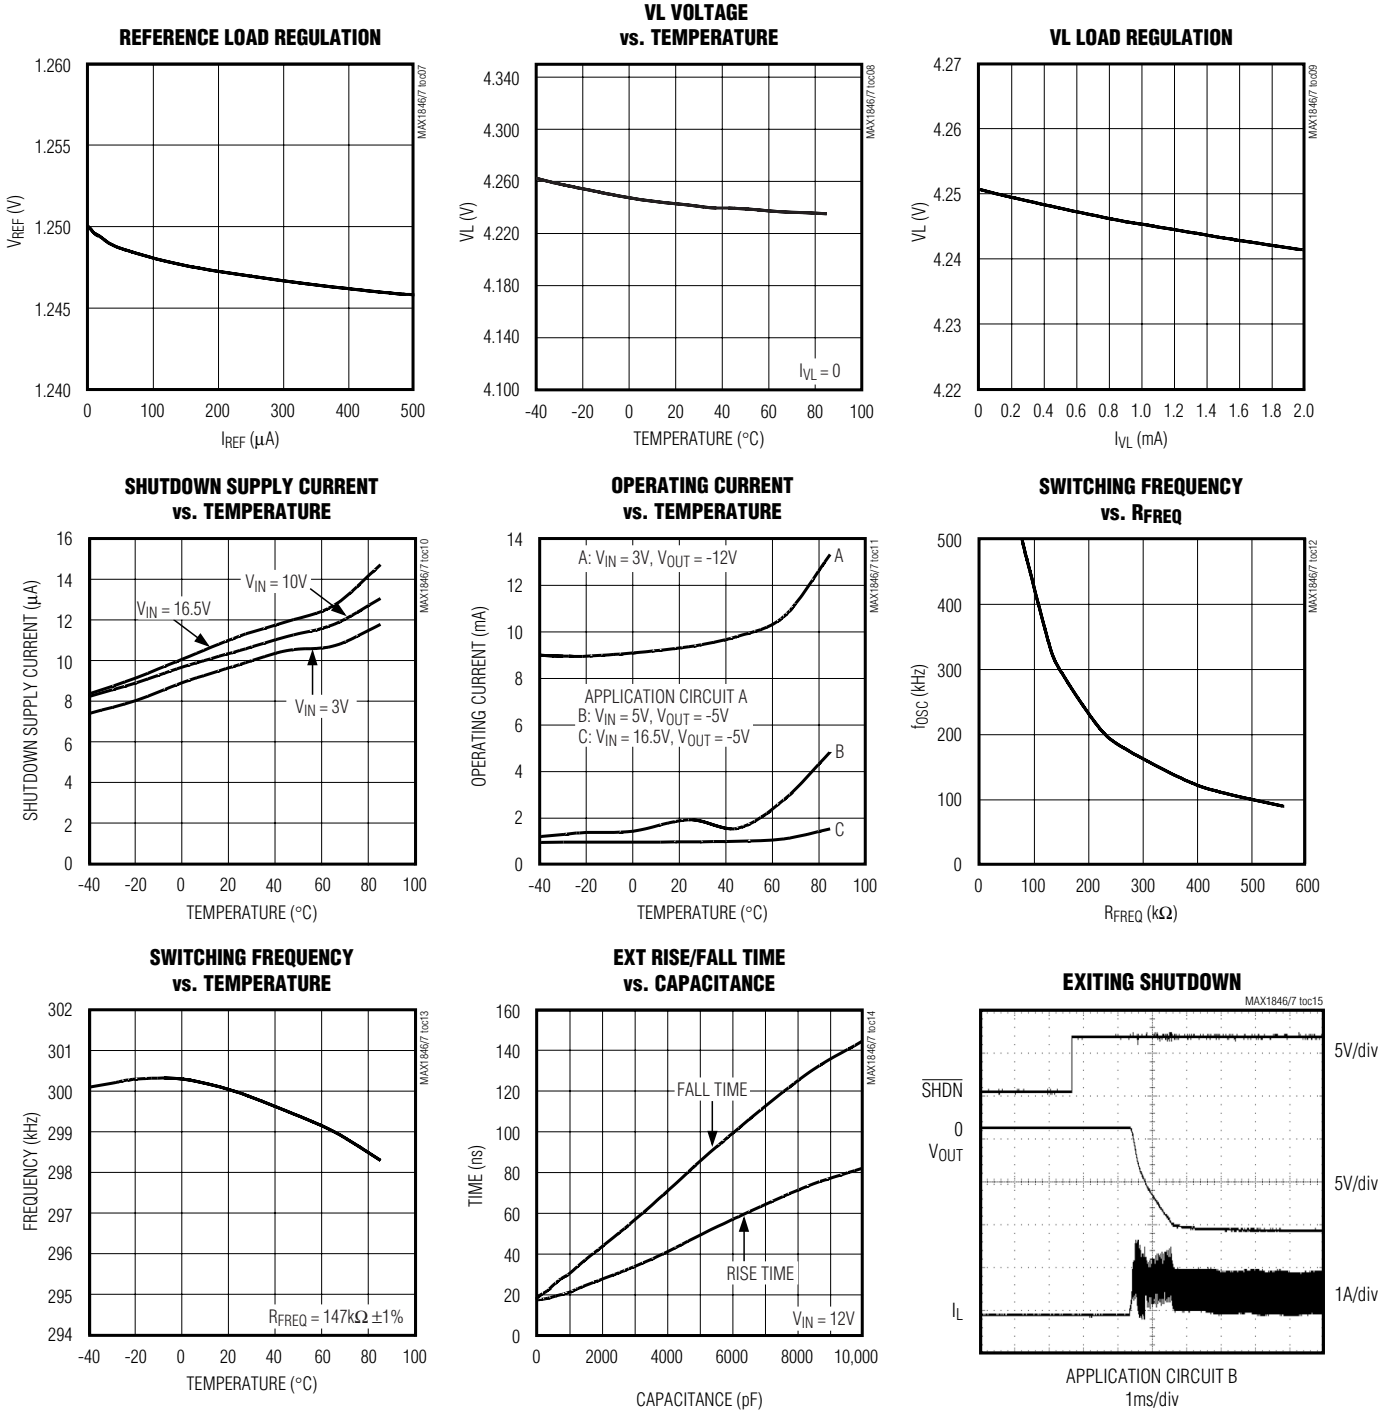 REFERENCE LOAD REGULATION
MAX1846/7 toc07
1.260
1.255
1.250
1.245
1.240
VREF (V)
0 100 200 300 400 500
IREF (µA)
VL VOLTAGE
vs. TEMPERATURE
MAX1846/7 toc08
4.340
4.300
4.260
4.220
4.180
4.140
4.100
VL (V)
IVL = 0
-40 -20 0 20 40 60 80 100
TEMPERATURE (°C)
VL LOAD REGULATION
MAX1846/7 toc09
4.27
4.26
4.25
4.24
4.23
4.22
VL (V)
0 0.2 0.4 0.6 0.8 1.0 1.2 1.4 1.6 1.8 2.0
IVL (mA)
SHUTDOWN SUPPLY CURRENT
vs. TEMPERATURE
MAX1846/7 toc10
16
14
12
10
8
6
4
2
0
SHUTDOWN SUPPLY CURRENT (µA)
VIN = 10V
VIN = 16.5V
VIN = 3V
-40 -20 0 20 40 60 80 100
TEMPERATURE (°C)
OPERATING CURRENT
vs. TEMPERATURE
MAX1846/7 toc11
14
12
10
8
6
4
2
0
OPERATING CURRENT (mA)
A: VIN = 3V, VOUT = -12V
A
APPLICATION CIRCUIT A
B: VIN = 5V, VOUT = -5V
C: VIN = 16.5V, VOUT = -5V
B
C
-40 -20 0 20 40 60 80 100
TEMPERATURE (°C)
SWITCHING FREQUENCY
vs. RFREQ
MAX1846/7 toc12
500
400
300
200
100
0
fOSC (kHz)
0 100 200 300 400 500 600
RFREQ (kΩ)
SWITCHING FREQUENCY
vs. TEMPERATURE
MAX1846/7 toc13
302
301
300
299
298
297
296
295
294
FREQUENCY (kHz)
RFREQ = 147kΩ ±1%
-40 -20 0 20 40 60 80 100
TEMPERATURE (°C)
EXT RISE/FALL TIME
vs. CAPACITANCE
MAX1846/7 toc14
160
140
120
100
80
60
40
20
0
TIME (ns)
FALL TIME
RISE TIME
VIN = 12V
0 2000 4000 6000 8000 10,000
CAPACITANCE (pF)
EXITING SHUTDOWN
MAX1846/7 toc15
5V/div
SHDN
0
VOUT
5V/div
1A/div
IL
APPLICATION CIRCUIT B
1ms/div